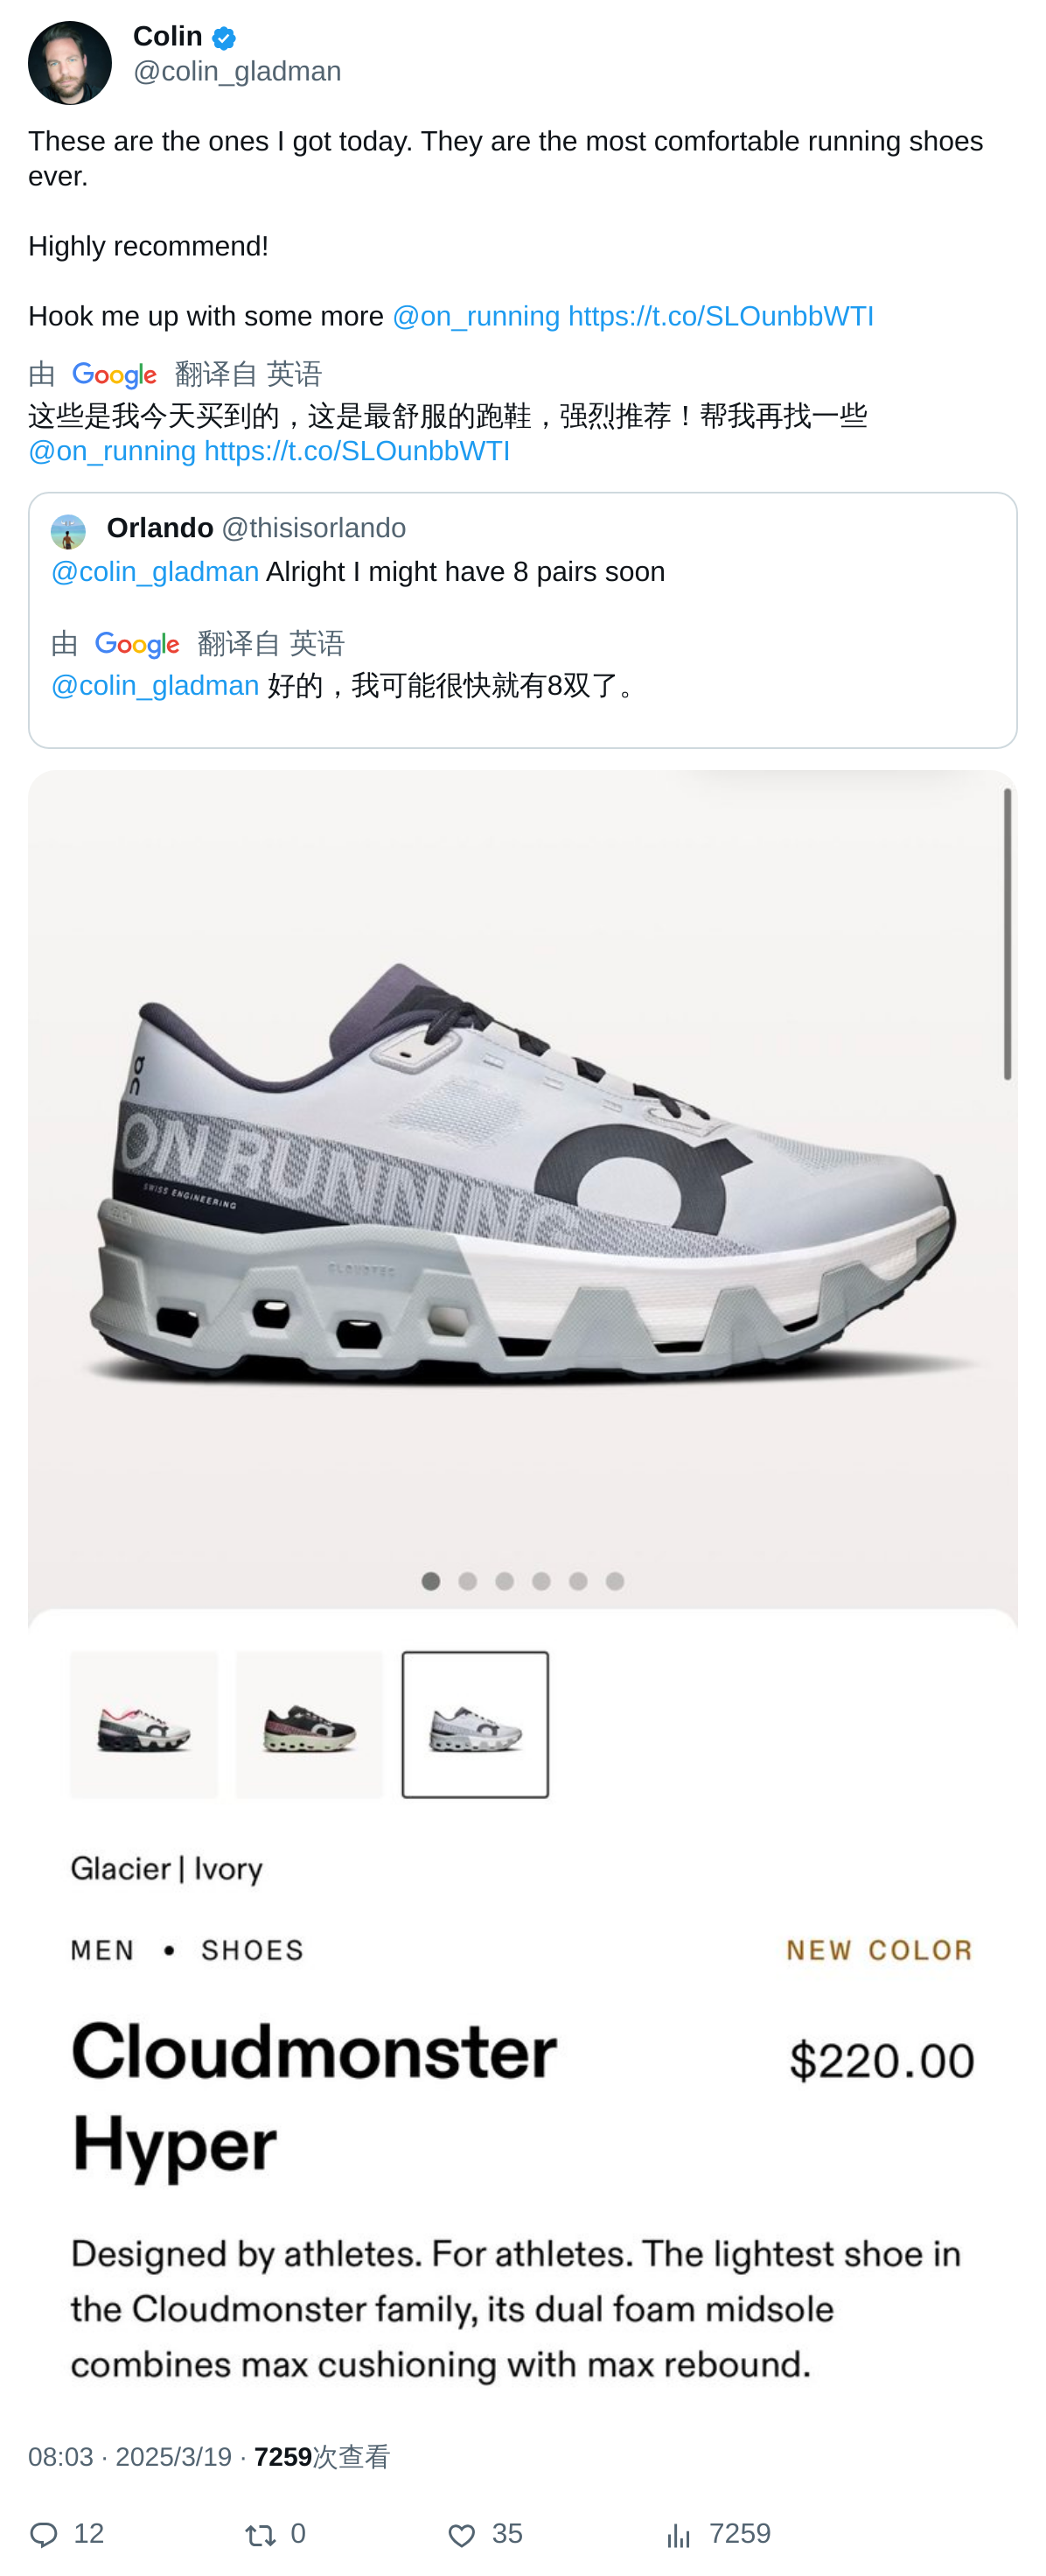 Colin
@colin_gladman
These are the ones I got today. They are the most comfortable running shoes
ever.
Highly recommend!
Hook me up with some more @on_running https://t.co/SLOunbbWTI
由 Google 翻译自 英语
这些是我今天买到的，这是最舒服的跑鞋，强烈推荐！帮我再找一些
@on_running https://t.co/SLOunbbWTI
Orlando @thisisorlando
@colin_gladman Alright I might have 8 pairs soon
由 Google 翻译自 英语
@colin_gladman 好的，我可能很快就有8双了。
ON RUNNING
SWISS ENGINEERING
CLOUDTEC
Glacier | Ivory
MEN • SHOES
NEW COLOR
Cloudmonster
Hyper
$220.00
Designed by athletes. For athletes. The lightest shoe in
the Cloudmonster family, its dual foam midsole
combines max cushioning with max rebound.
08:03 · 2025/3/19 · 7259次查看
12 0 35 7259